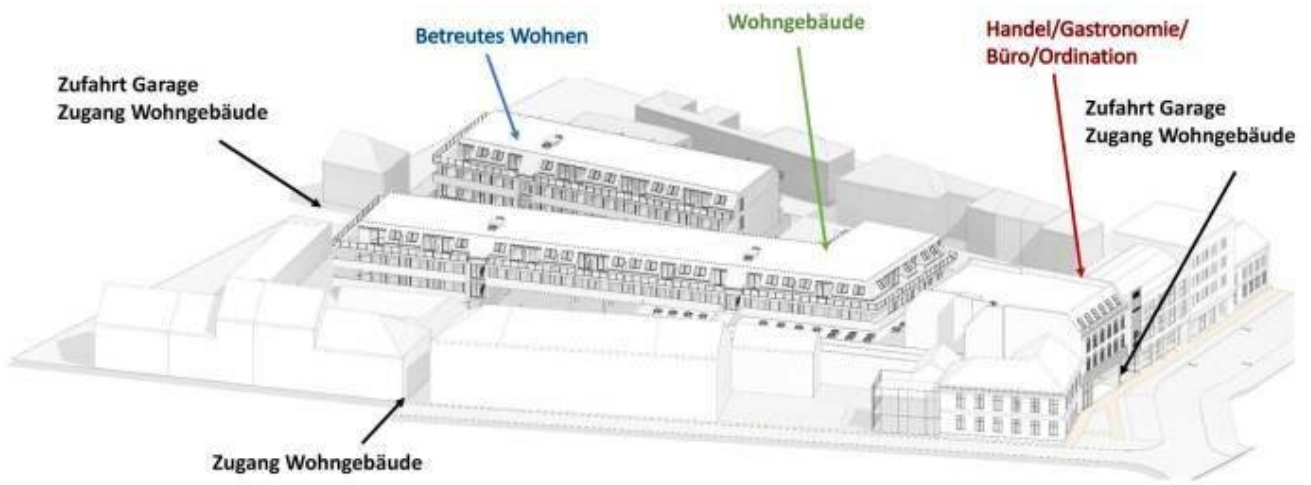 Betreutes Wohnen
Wohngebäude
Handel/Gastronomie/
Büro/Ordination
Zufahrt Garage
Zugang Wohngebäude
Zufahrt Garage
Zugang Wohngebäude
Zugang Wohngebäude